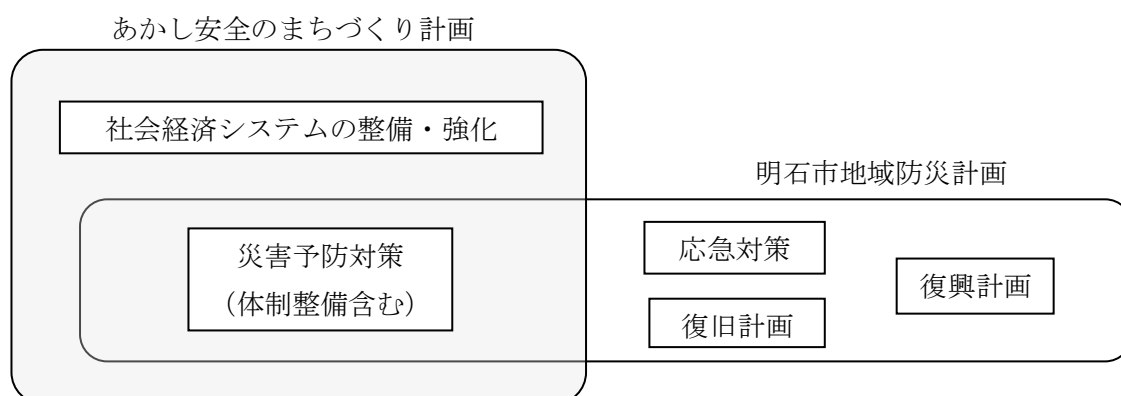 あかし安全のまちづくり計画
社会経済システムの整備・強化
明石市地域防災計画
災害予防対策
（体制整備含む）
応急対策
復旧計画
復興計画